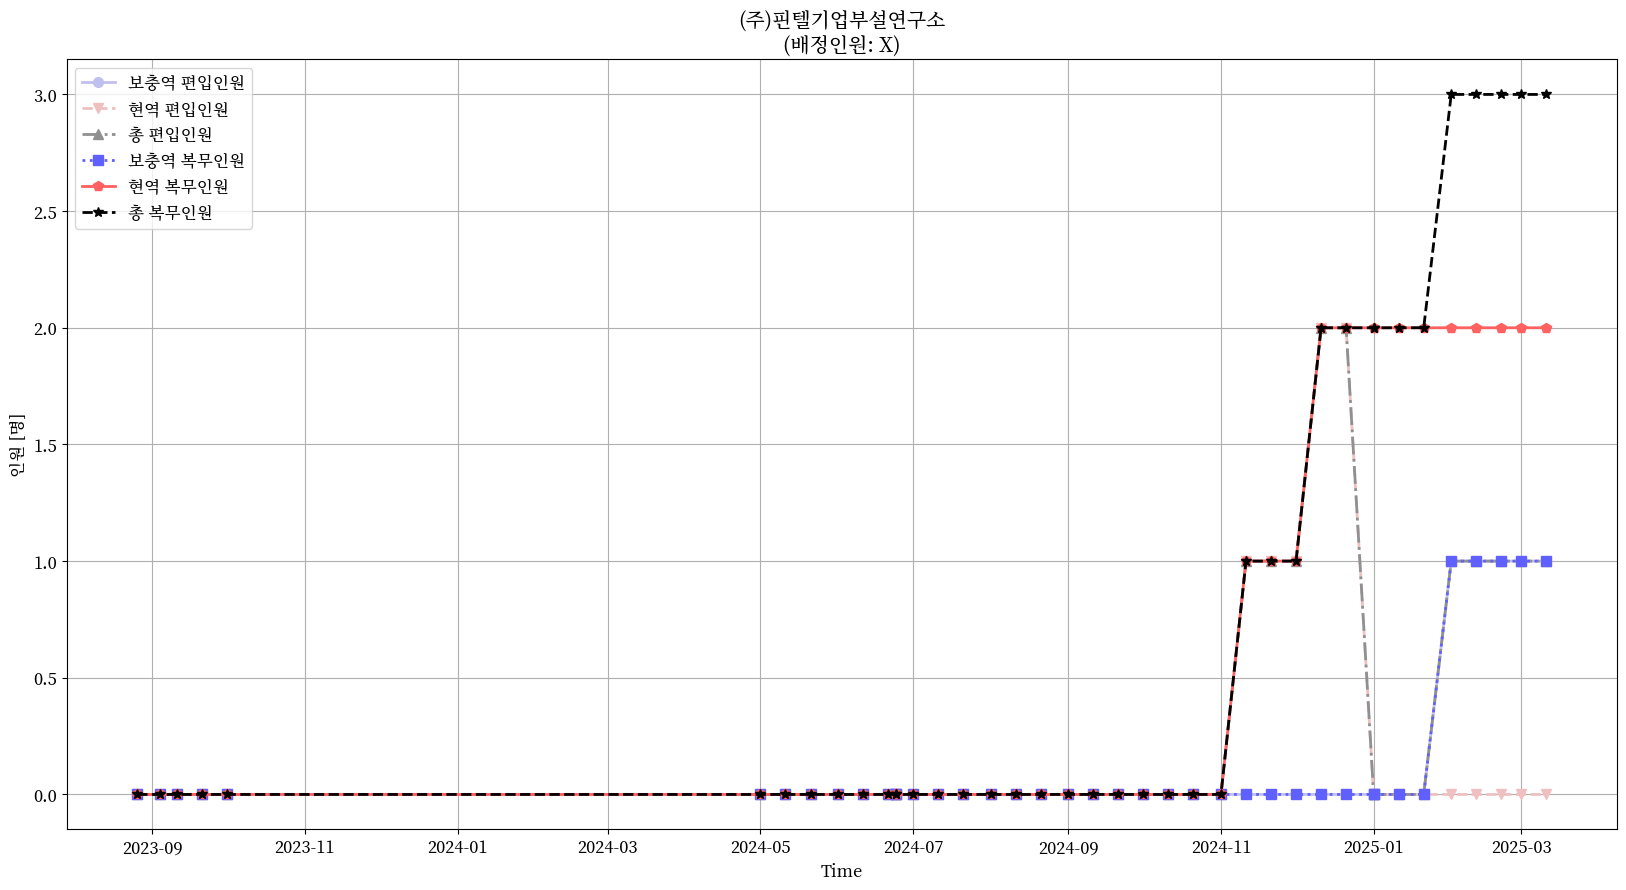 (주)핀텔기업부설연구소
(배정인원: X)
보충역 편입인원
현역 편입인원
총 편입인원
보충역 복무인원
현역 복무인원
총 복무인원
3.0
2.5
2.0
1.5
1.0
0.5
0.0
인원 [명]
2023-09
2023-11
2024-01
2024-03
2024-05
2024-07
2024-09
2024-11
2025-01
2025-03
Time